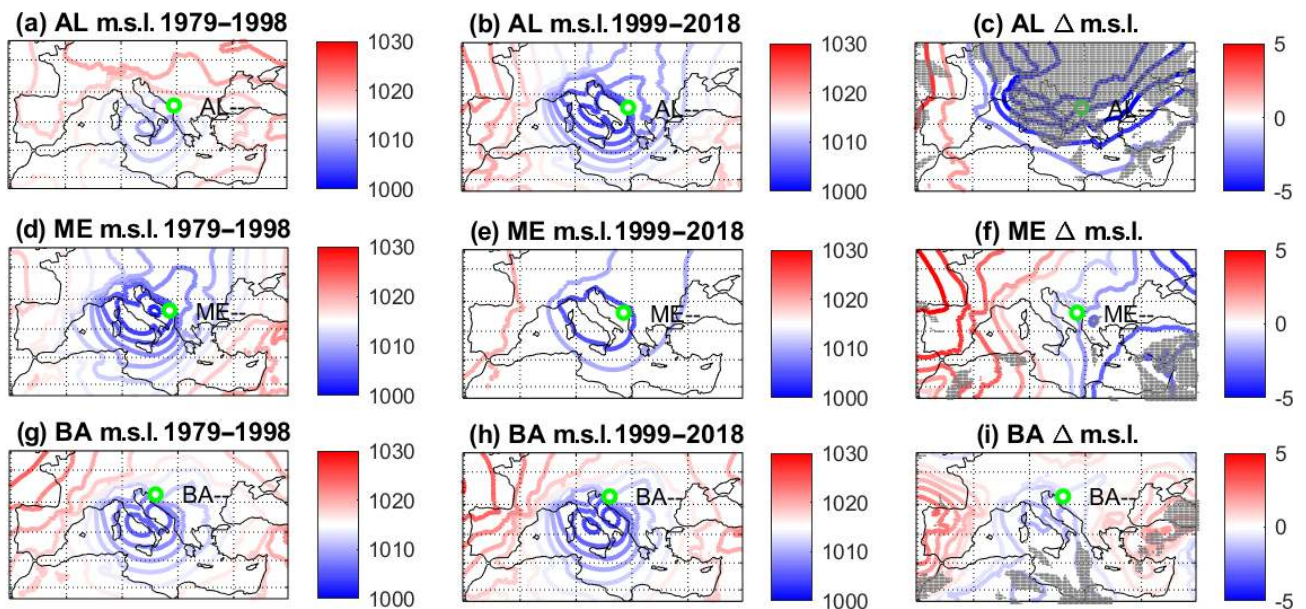 (a) AL m.s.l. 1979–1998
1030
1020
1010
1000
AL--
(b) AL m.s.l. 1999–2018
1030
1020
1010
1000
AL--
(c) AL Δ m.s.l.
5
0
-5
AL--
(d) ME m.s.l. 1979–1998
1030
1020
1010
1000
ME--
(e) ME m.s.l. 1999–2018
1030
1020
1010
1000
ME--
(f) ME Δ m.s.l.
5
0
-5
ME--
(g) BA m.s.l. 1979–1998
1030
1020
1010
1000
BA--
(h) BA m.s.l. 1999–2018
1030
1020
1010
1000
BA--
(i) BA Δ m.s.l.
5
0
-5
BA--